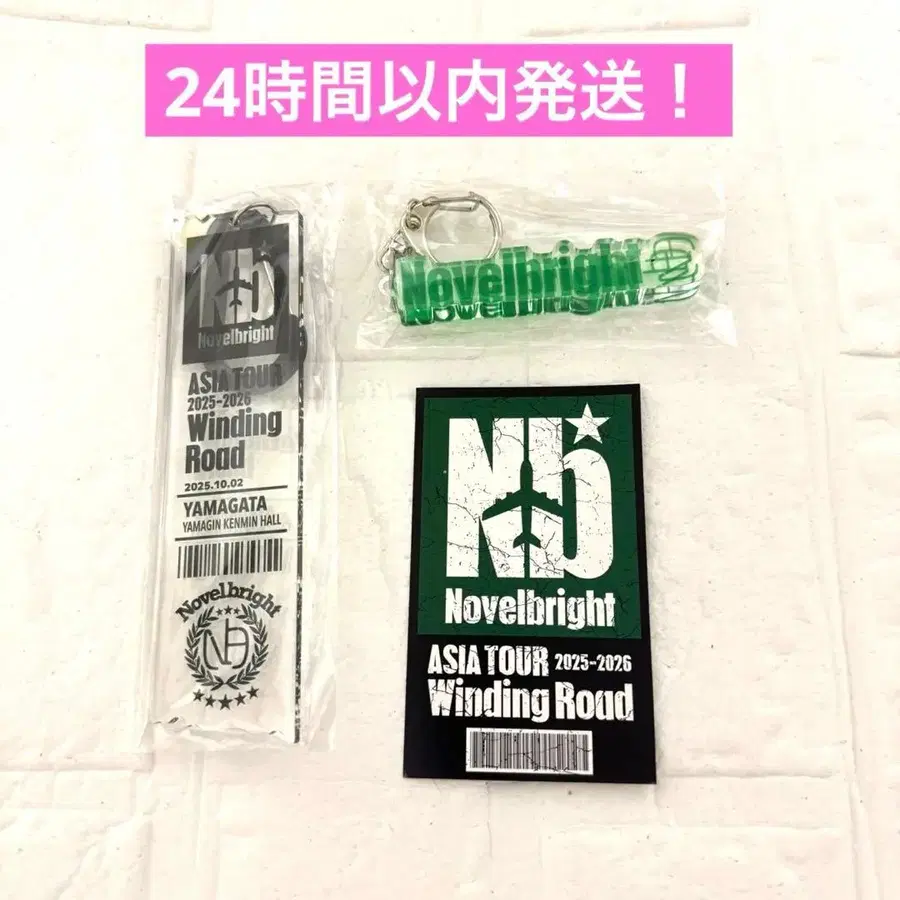 24時間以内発送！
Nb
Novelbright
ASIA TOUR
2025-2026
Winding
Road
2025.10.02
YAMAGATA
YAMAGIN KENMIN HALL
Novelbright
NB
Novelbright
Nb
Novelbright
ASIA TOUR 2025-2026
Winding Road